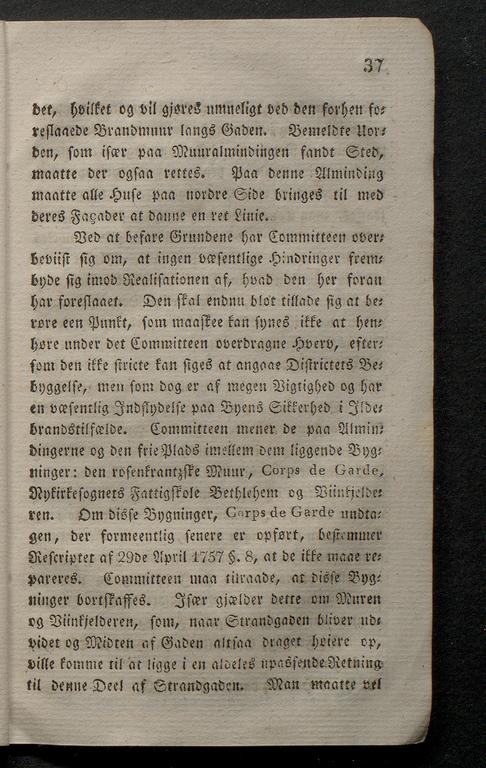 37
det, hvilket og vil gjøres umueligt ved den forhen fo-
reslaaede Brandmuur langs Gaden. Bemeldte Uor-
den, som især paa Muuralmindingen fandt Sted,
maatte der ogsaa rettes. Paa denne Alminding
maatte alle Huse paa nordre Side bringes til med
deres Façader at danne en ret Linie.
Ved at befare Grundene har Committeen over-
beviist sig om, at ingen væsentlige Hindringer frem-
byde sig imod Realisationen af, hvad den her foran
har foreslaaet. Den skal endnu blot tillade sig at be-
røre een Punkt, som maaskee kan synes ikke at hen-
høre under det Committeen overdragne Hverv, efter-
som den ikke stricte kan siges at angaae Districtets Be-
byggelse, men som dog er af megen Vigtighed og har
en væsentlig Indflydelse paa Byens Sikkerhed i Ilde-
brandstilfælde. Committeen mener de paa Almin-
dingerne og den frie Plads imellem dem liggende Byg-
ninger: den rosenkrantzske Muur, Corps de Garde,
Nykirkesognets Fattigskole Bethlehem og Viinkjelde-
ren. Om disse Bygninger, Corps de Garde undta-
gen, der formeentlig senere er opført, bestemmer
Rescriptet af 29de April 1757 §. 8, at de ikke maae re-
pareres. Committeen maa tilraade, at disse Byg-
ninger bortskaffes. Især gjælder dette om Muren
og Viinkjelderen, som, naar Strandgaden bliver ud-
videt og Midten af Gaden altsaa draget høiere op,
ville komme til at ligge i en aldeles upassende Retning
til denne Deel af Strandgaden. Man maatte vel